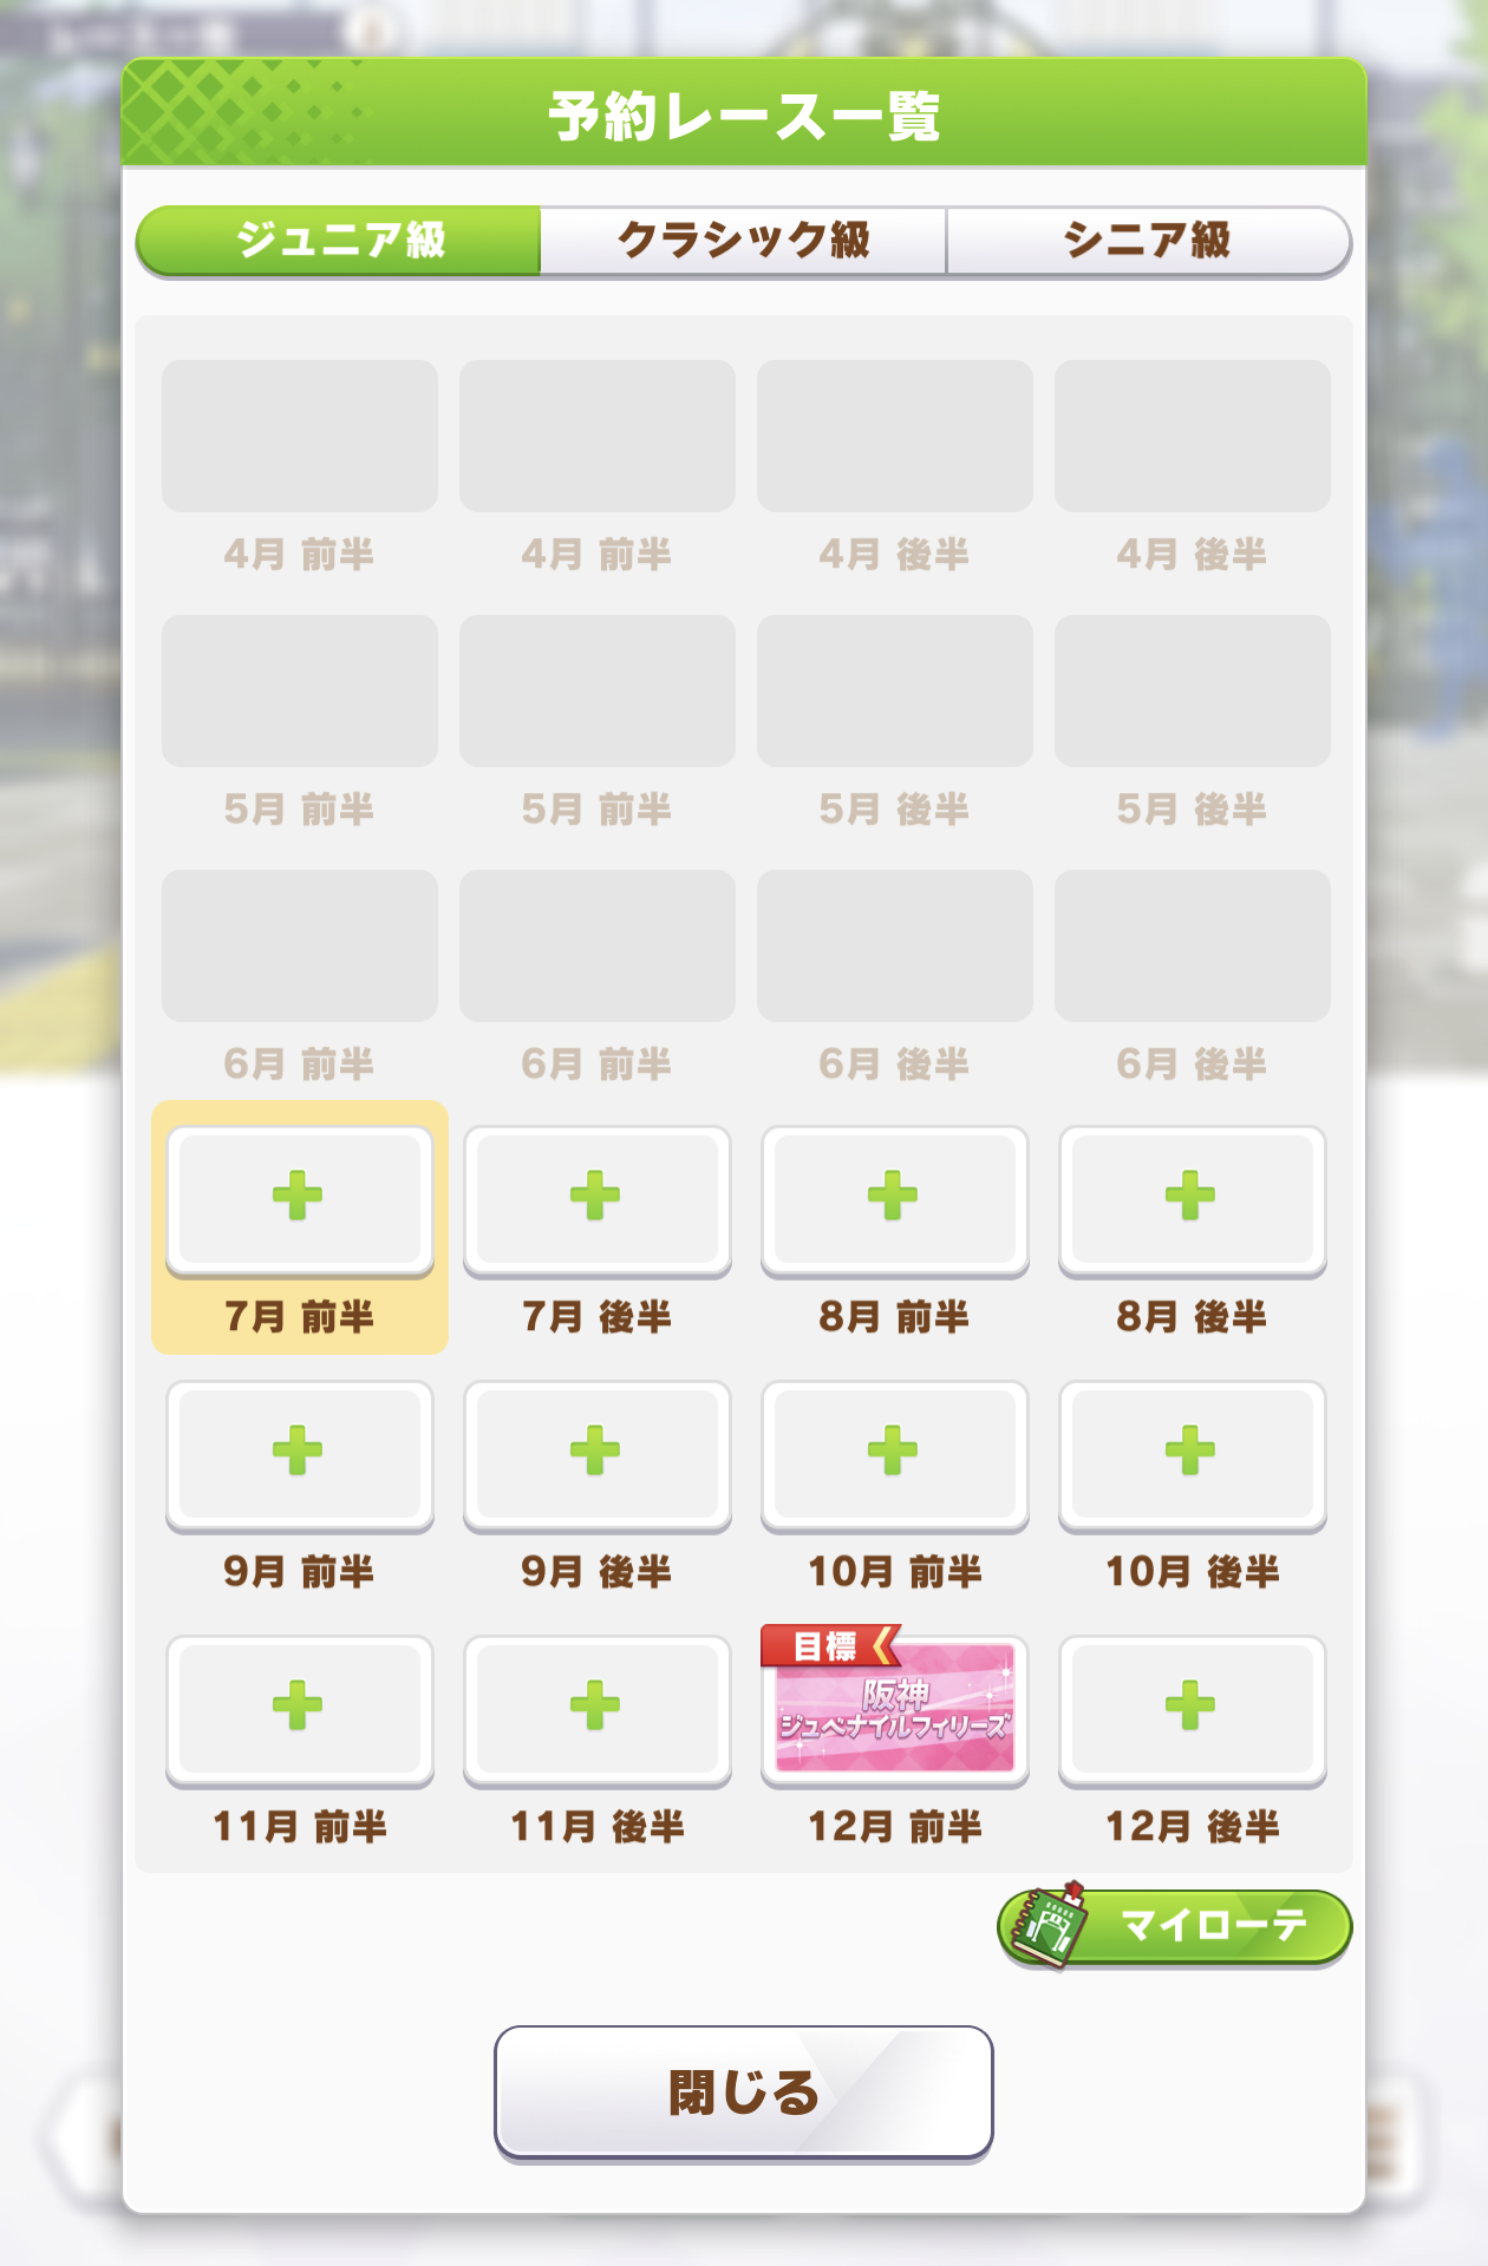 予約レース一覧
ジュニア級 クラシック級 シニア級
4月 前半 4月 前半 4月 後半 4月 後半
5月 前半 5月 前半 5月 後半 5月 後半
6月 前半 6月 前半 6月 後半 6月 後半
7月 前半 7月 後半 8月 前半 8月 後半
9月 前半 9月 後半 10月 前半 10月 後半
目標
阪神
ジュベナイルフィリーズ
11月 前半 11月 後半 12月 前半 12月 後半
マイローテ
閉じる